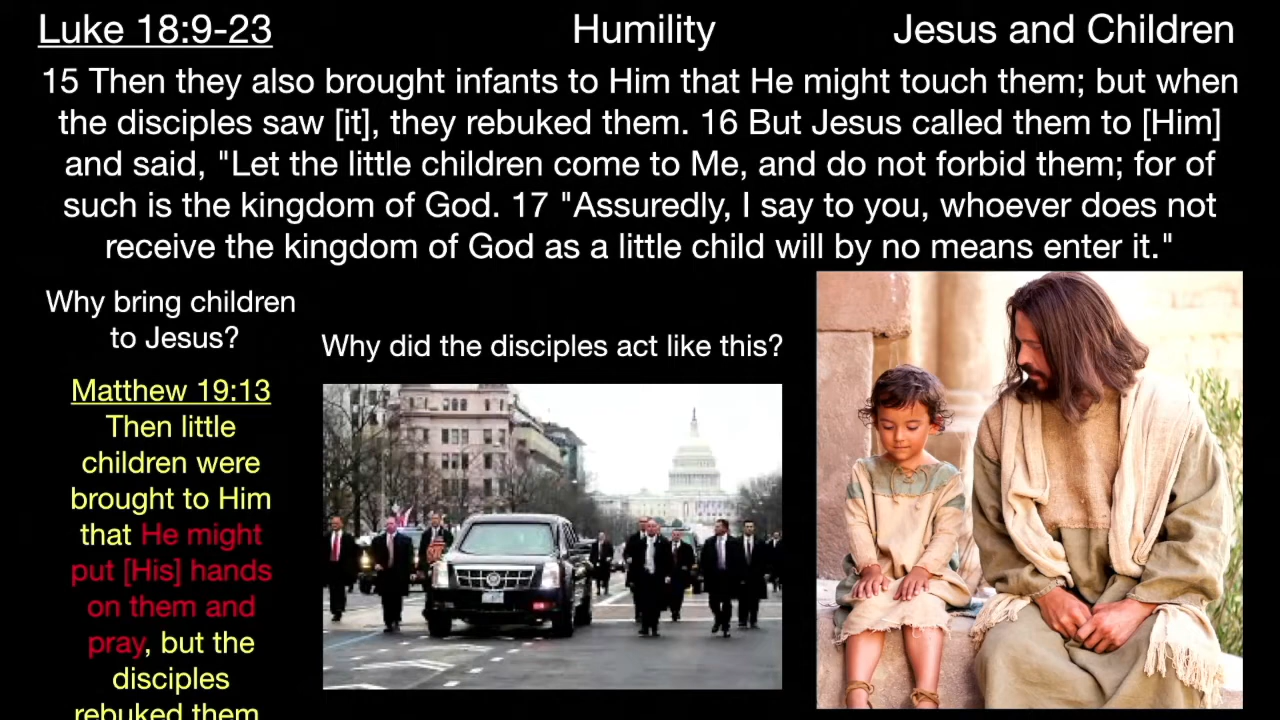 Luke 18:9-23 Humility Jesus and Children
15 Then they also brought infants to Him that He might touch them; but when
the disciples saw [it], they rebuked them. 16 But Jesus called them to [Him]
and said, "Let the little children come to Me, and do not forbid them; for of
such is the kingdom of God. 17 "Assuredly, I say to you, whoever does not
receive the kingdom of God as a little child will by no means enter it."
Why bring children
to Jesus?
Matthew 19:13
Then little
children were
brought to Him
that He might
put [His] hands
on them and
pray, but the
disciples
rebuked them.
Why did the disciples act like this?